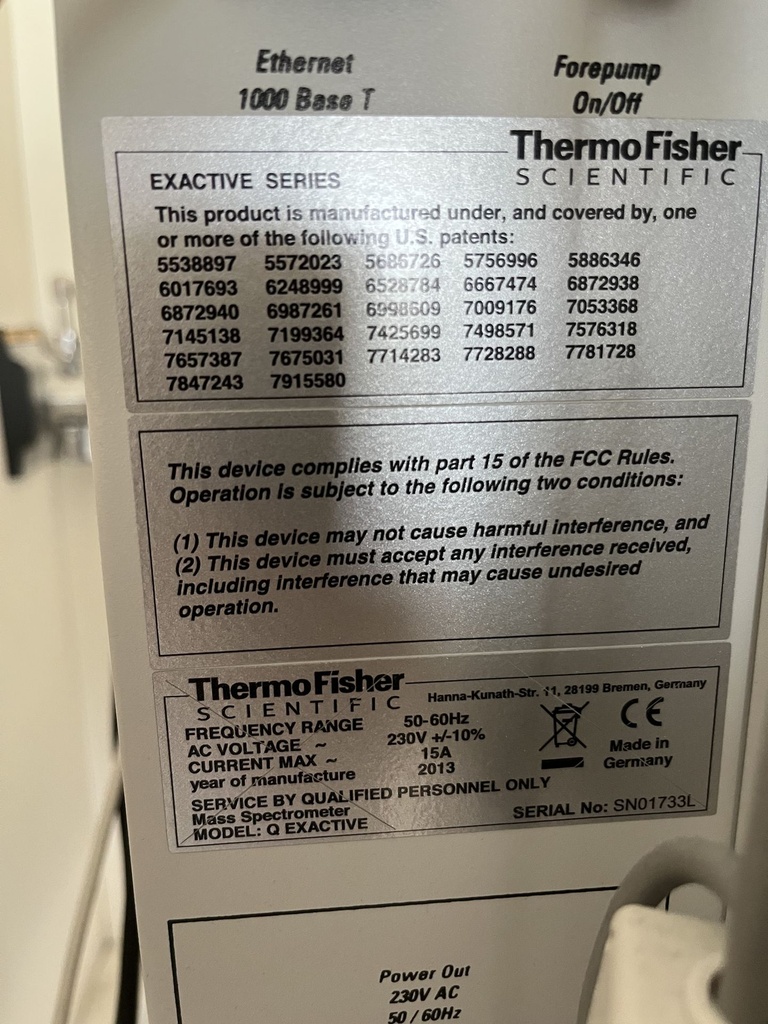 Ethernet
1000 Base T
Forepump
On/Off
ThermoFisher
SCIENTIFIC
EXACTIVE SERIES
This product is manufactured under, and covered by, one
or more of the following U.S. patents:
5538897 5572023 5686726 5756996 5886346
6017693 6248999 6528784 6667474 6872938
6872940 6987261 6998609 7009176 7053368
7145138 7199364 7425699 7498571 7576318
7657387 7675031 7714283 7728288 7781728
7847243 7915580
This device complies with part 15 of the FCC Rules.
Operation is subject to the following two conditions:
(1) This device may not cause harmful interference, and
(2) This device must accept any interference received,
including interference that may cause undesired
operation.
ThermoFisher
SCIENTIFIC
Hanna-Kunath-Str. 11, 28199 Bremen, Germany
FREQUENCY RANGE 50-60Hz
AC VOLTAGE ~ 230V +/-10%
CURRENT MAX ~ 15A
year of manufacture 2013
CE
Made in
Germany
SERVICE BY QUALIFIED PERSONNEL ONLY
Mass Spectrometer
MODEL: Q EXACTIVE
SERIAL No: SN01733L
Power Out
230V AC
50 / 60Hz